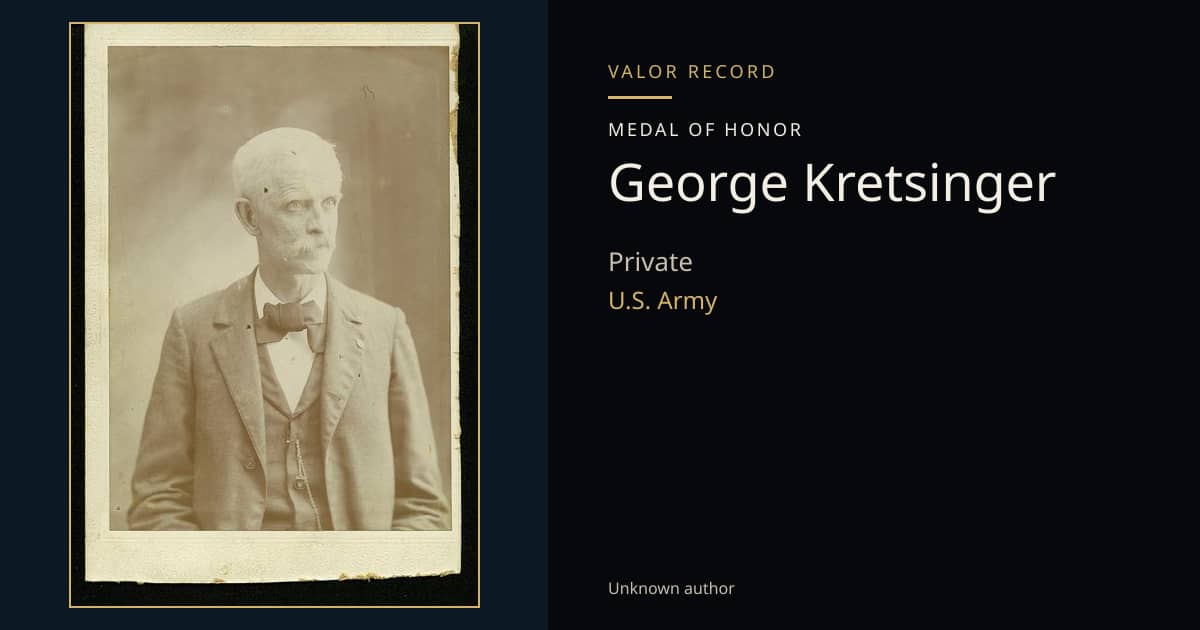 VALOR RECORD
MEDAL OF HONOR
George Kretsinger
Private
U.S. Army
Unknown author